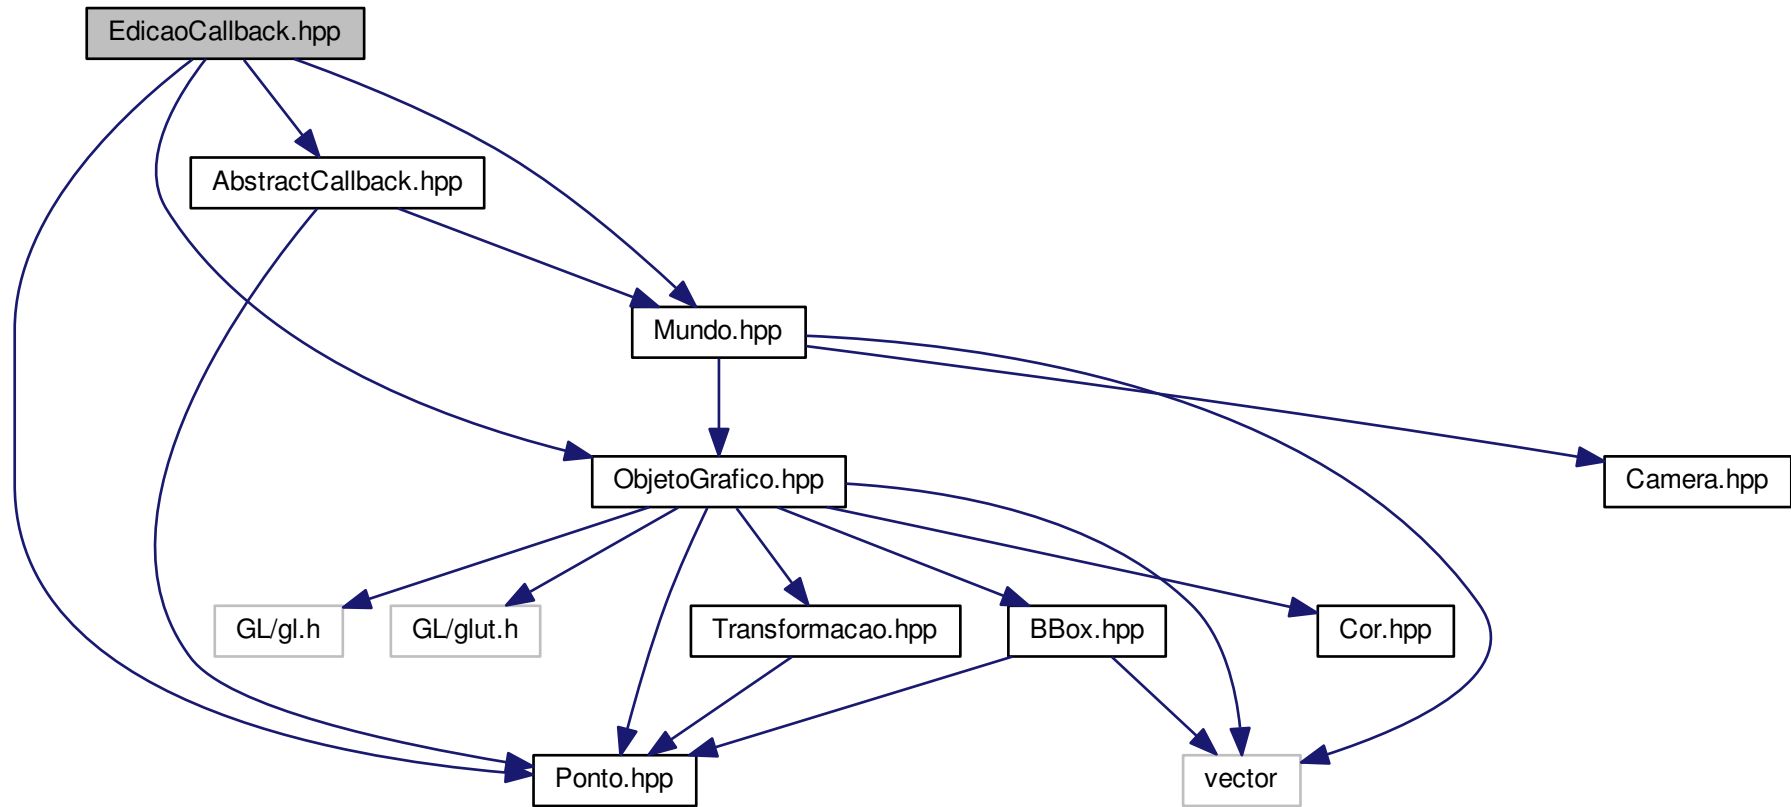 EdicaoCallback.hpp
AbstractCallback.hpp
Mundo.hpp
ObjetoGrafico.hpp
Camera.hpp
GL/gl.h
GL/glut.h
Transformacao.hpp
BBox.hpp
Cor.hpp
Ponto.hpp
vector